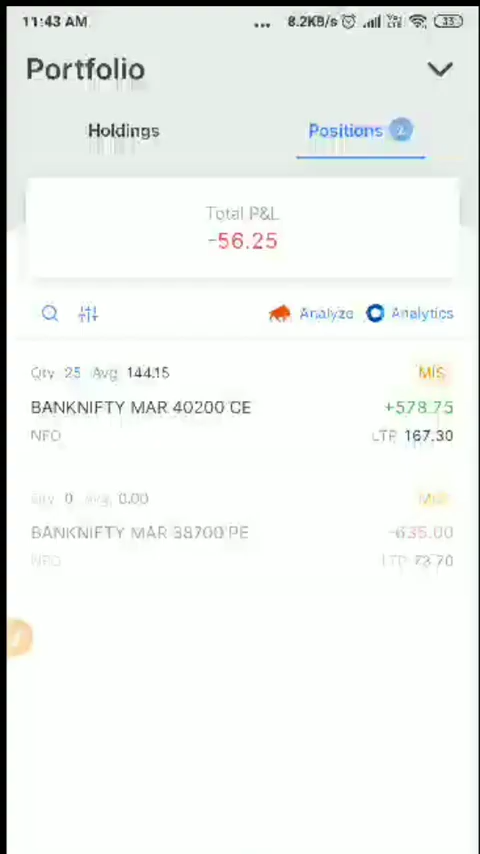 11:43 AM ... 8.2KB/s 33
Portfolio
Holdings Positions 2
Total P&L
-56.25
Analyze Analytics
Qty. 25 Avg. 144.15 MIS
BANKNIFTY MAR 40200 CE +578.75
NFO LTP 167.30
Qty. 0 Avg. 0.00 MIS
BANKNIFTY MAR 38700 PE -635.00
NFO LTP 73.70